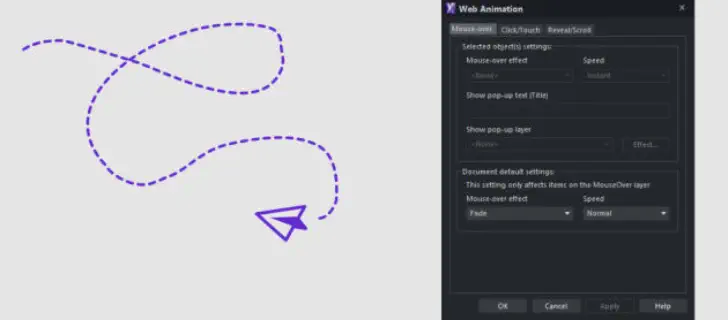 Web Animation
Mouse-over Click/Touch Reveal/Scroll
Selected object(s) settings:
Mouse-over effect Speed
<None> Instant
Show pop-up text (Title)
Show pop-up layer
<None> Effect...
Document default settings:
This setting only affects items on the MouseOver layer
Mouse-over effect Speed
Fade Normal
OK Cancel Apply Help